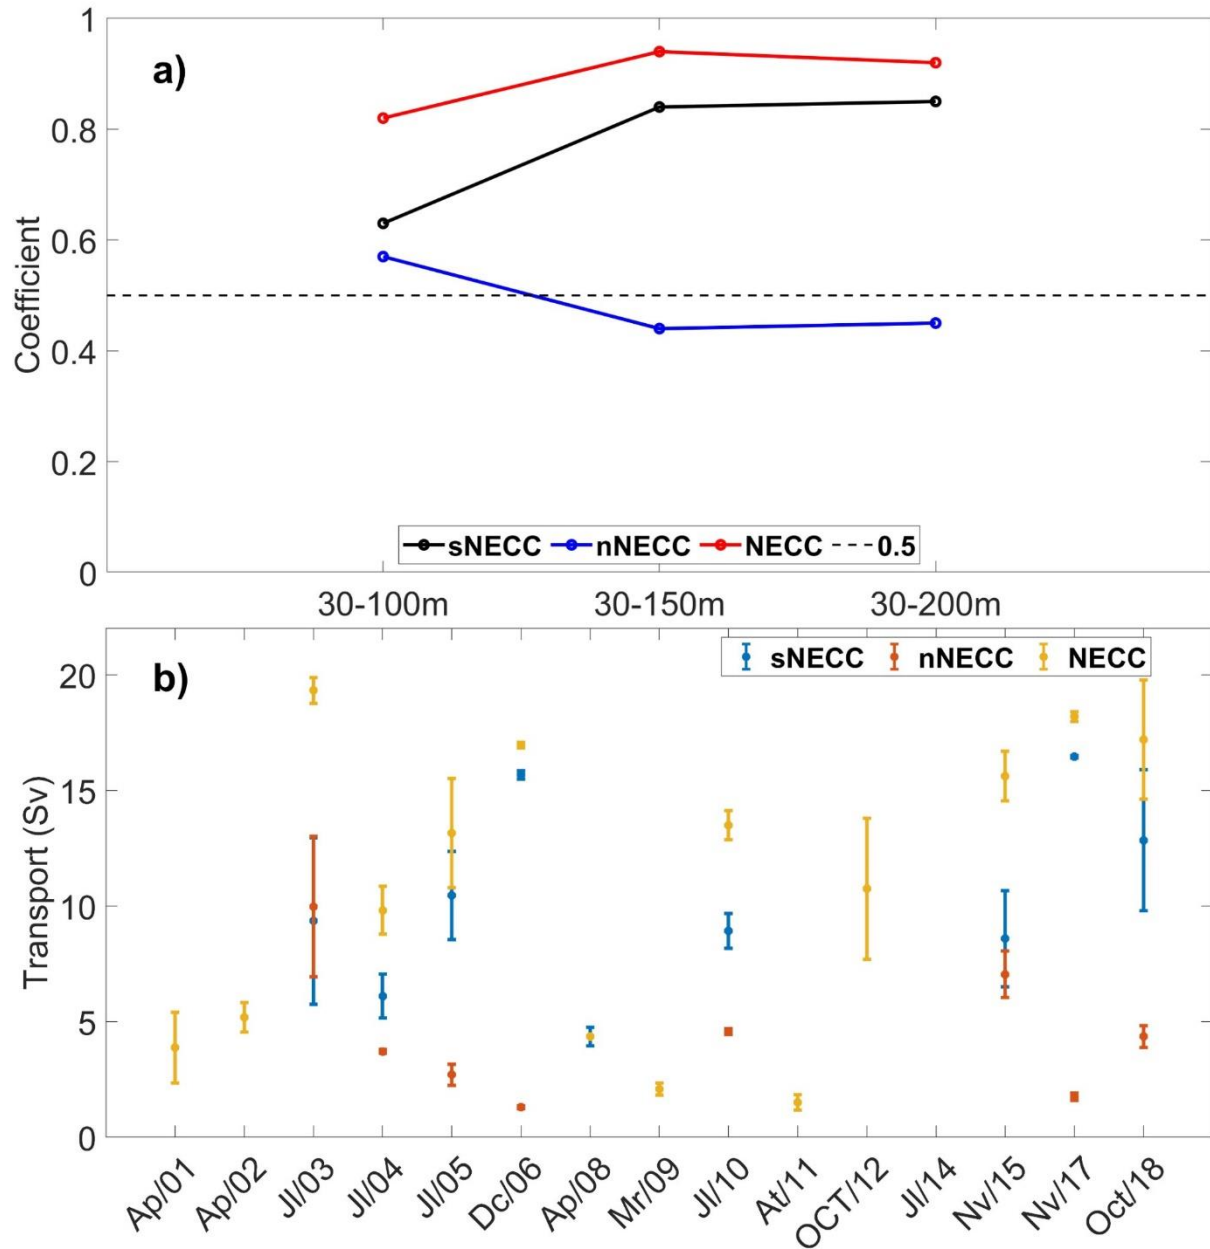 1
a)
0.8
0.6
Coefficient
0.4
0.2
sNECC nNECC NECC 0.5
0
30-100m 30-150m 30-200m
sNECC nNECC NECC
b)
20
15
Transport (Sv)
10
5
0
Ap/01 Ap/02 Jl/03 Jl/04 Jl/05 Dc/06 Ap/08 Mr/09 Jl/10 At/11 OCT/12 Jl/14 Nv/15 Nv/17 Oct/18